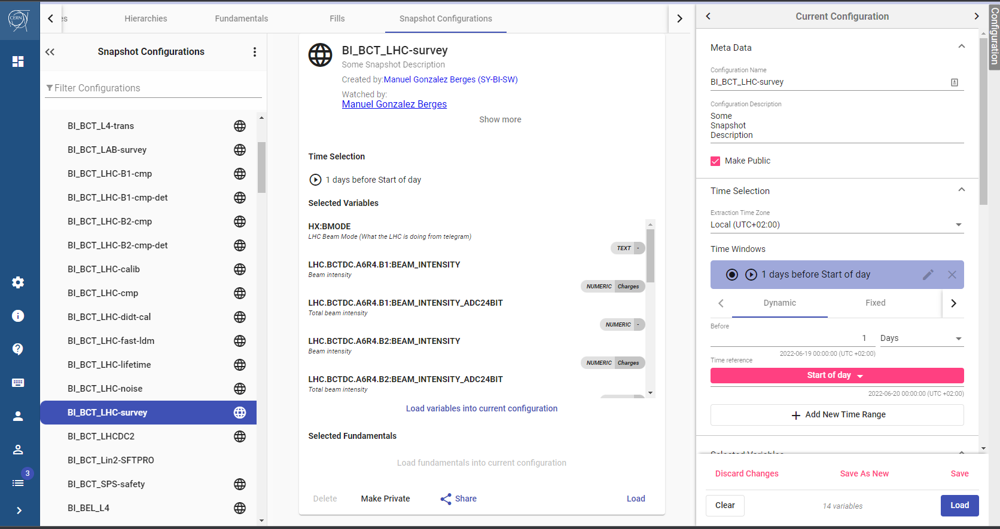 CERN
es
Hierarchies
Fundamentals
Fills
Snapshot Configurations
Snapshot Configurations
Filter Configurations
BI_BCT_L4-trans
BI_BCT_LAB-survey
BI_BCT_LHC-B1-cmp
BI_BCT_LHC-B1-cmp-det
BI_BCT_LHC-B2-cmp
BI_BCT_LHC-B2-cmp-det
BI_BCT_LHC-calib
BI_BCT_LHC-cmp
BI_BCT_LHC-didt-cal
BI_BCT_LHC-fast-ldm
BI_BCT_LHC-lifetime
BI_BCT_LHC-noise
BI_BCT_LHC-survey
BI_BCT_LHCDC2
BI_BCT_Lin2-SFTPRO
BI_BCT_SPS-safety
BI_BEL_L4
3
BI_BCT_LHC-survey
Some Snapshot Description
Created by:Manuel Gonzalez Berges (SY-BI-SW)
Watched by:
Manuel Gonzalez Berges
Show more
Time Selection
1 days before Start of day
Selected Variables
HX:BMODE
LHC Beam Mode (What the LHC is doing from telegram)
TEXT -
LHC.BCTDC.A6R4.B1:BEAM_INTENSITY
Beam intensity
NUMERIC Charges
LHC.BCTDC.A6R4.B1:BEAM_INTENSITY_ADC24BIT
Total beam intensity
NUMERIC -
LHC.BCTDC.A6R4.B2:BEAM_INTENSITY
Beam intensity
NUMERIC Charges
LHC.BCTDC.A6R4.B2:BEAM_INTENSITY_ADC24BIT
Total beam intensity
Load variables into current configuration
Selected Fundamentals
Load fundamentals into current configuration
Delete
Make Private
Share
Load
Current Configuration
Configuration
Meta Data
Configuration Name
BI_BCT_LHC-survey
Configuration Description
Some
Snapshot
Description
Make Public
Time Selection
Extraction Time Zone
Local (UTC+02:00)
Time Windows
1 days before Start of day
Dynamic
Fixed
Before
1
Days
2022-06-19 00:00:00 (UTC +02:00)
Time reference
Start of day
2022-06-20 00:00:00 (UTC +02:00)
Add New Time Range
Selected Variables
Discard Changes
Save As New
Save
Clear
14 variables
Load